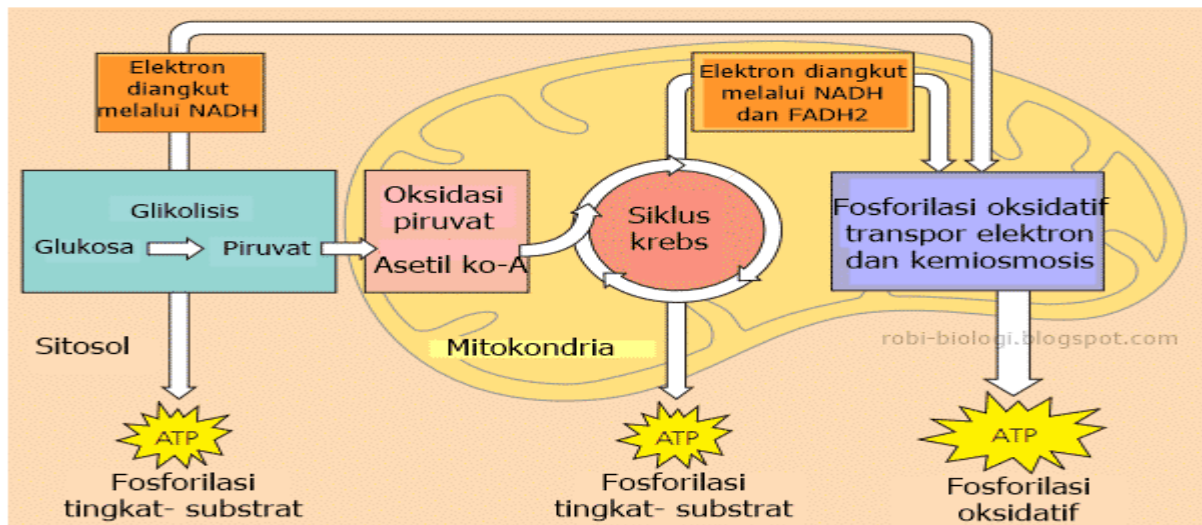 Elektron
diangkut
melalui NADH
Elektron diangkut
melalui NADH
dan FADH2
Glikolisis
Glukosa
Piruvat
Oksidasi
piruvat
Asetil ko-A
Siklus
krebs
Fosforilasi oksidatif
transpor elektron
dan kemiosmosis
Sitosol
Mitokondria
robi-biologi.blogspot.com
ATP
ATP
ATP
Fosforilasi
tingkat- substrat
Fosforilasi
tingkat- substrat
Fosforilasi
oksidatif